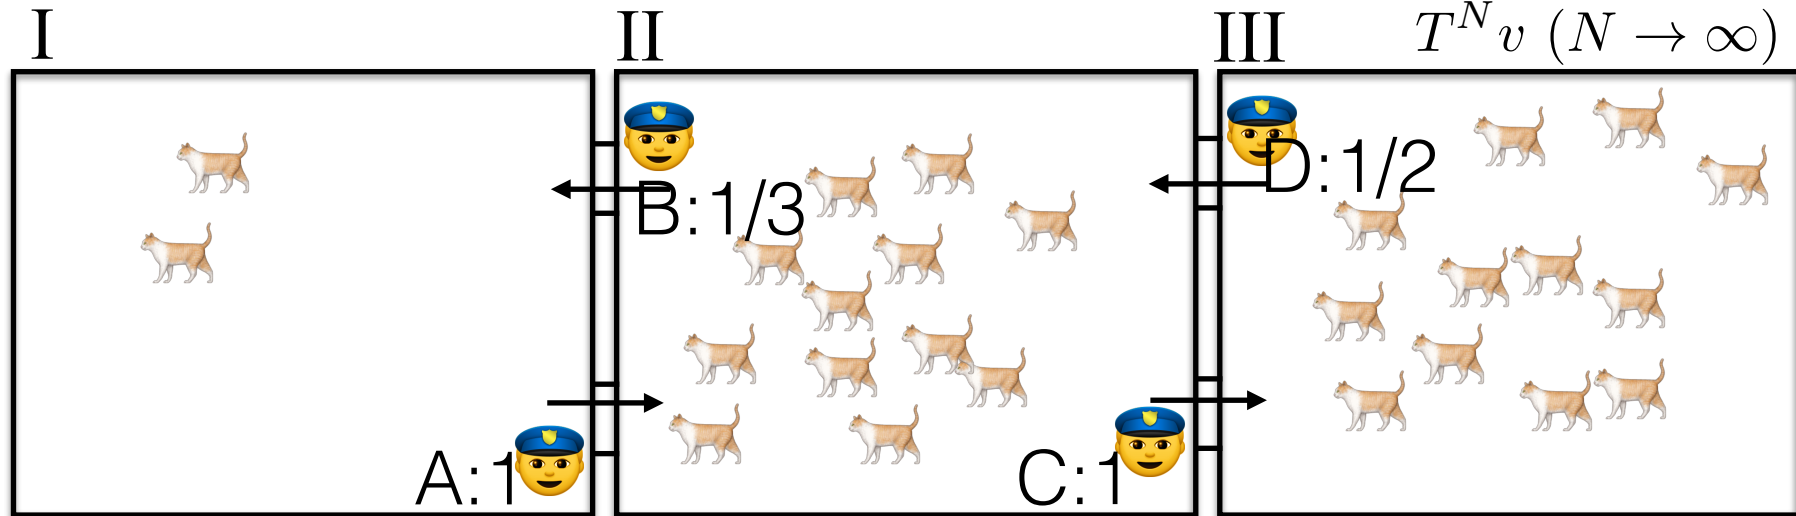 I
II
III
T^N v (N → ∞)
B:1/3
D:1/2
A:1
C:1